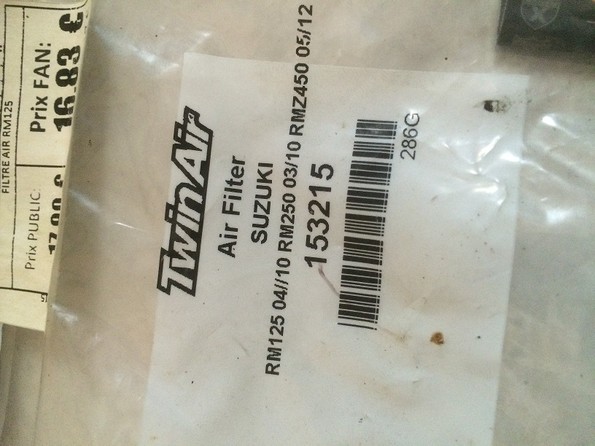 FILTRE AIR RM125
Prix PUBLIC:
Prix FAN:
16.83 €
TwinAir
Air Filter
SUZUKI
RM125 04//10 RM250 03/10 RMZ450 05/12
153215
286G